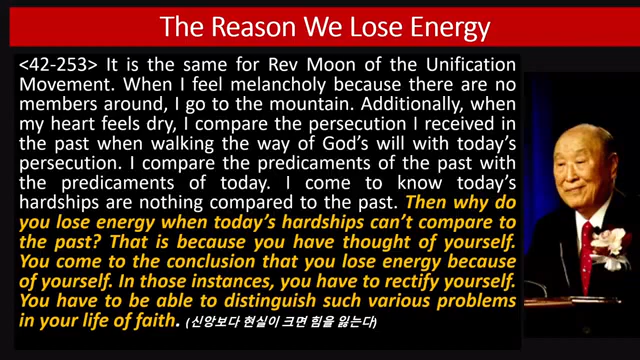 The Reason We Lose Energy
<42-253> It is the same for Rev Moon of the Unification
Movement. When I feel melancholy because there are no
members around, I go to the mountain. Additionally, when
my heart feels dry, I compare the persecution I received in
the past when walking the way of God's will with today's
persecution. I compare the predicaments of the past with
the predicaments of today. I come to know today's
hardships are nothing compared to the past. Then why do
you lose energy when today's hardships can't compare to
the past? That is because you have thought of yourself.
You come to the conclusion that you lose energy because
of yourself. In those instances, you have to rectify yourself.
You have to be able to distinguish such various problems
in your life of faith. (신앙보다 현실이 크면 힘을 잃는다)